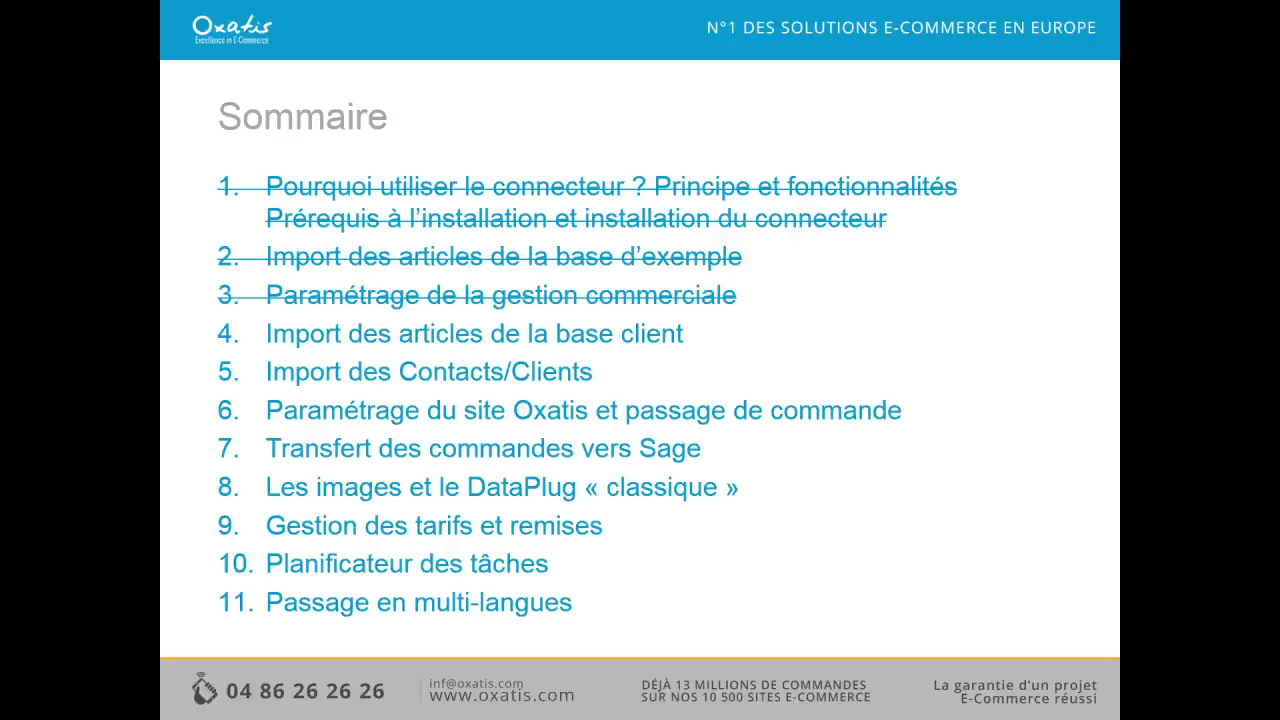 Oxatis
Excellence in E-Commerce
N°1 DES SOLUTIONS E-COMMERCE EN EUROPE
Sommaire
1. Pourquoi utiliser le connecteur ? Principe et fonctionnalités
Prérequis à l’installation et installation du connecteur
2. Import des articles de la base d’exemple
3. Paramétrage de la gestion commerciale
4. Import des articles de la base client
5. Import des Contacts/Clients
6. Paramétrage du site Oxatis et passage de commande
7. Transfert des commandes vers Sage
8. Les images et le DataPlug « classique »
9. Gestion des tarifs et remises
10. Planificateur des tâches
11. Passage en multi-langues
04 86 26 26 26
inf@oxatis.com
www.oxatis.com
DÉJÀ 13 MILLIONS DE COMMANDES
SUR NOS 10 500 SITES E-COMMERCE
La garantie d'un projet
E-Commerce réussi